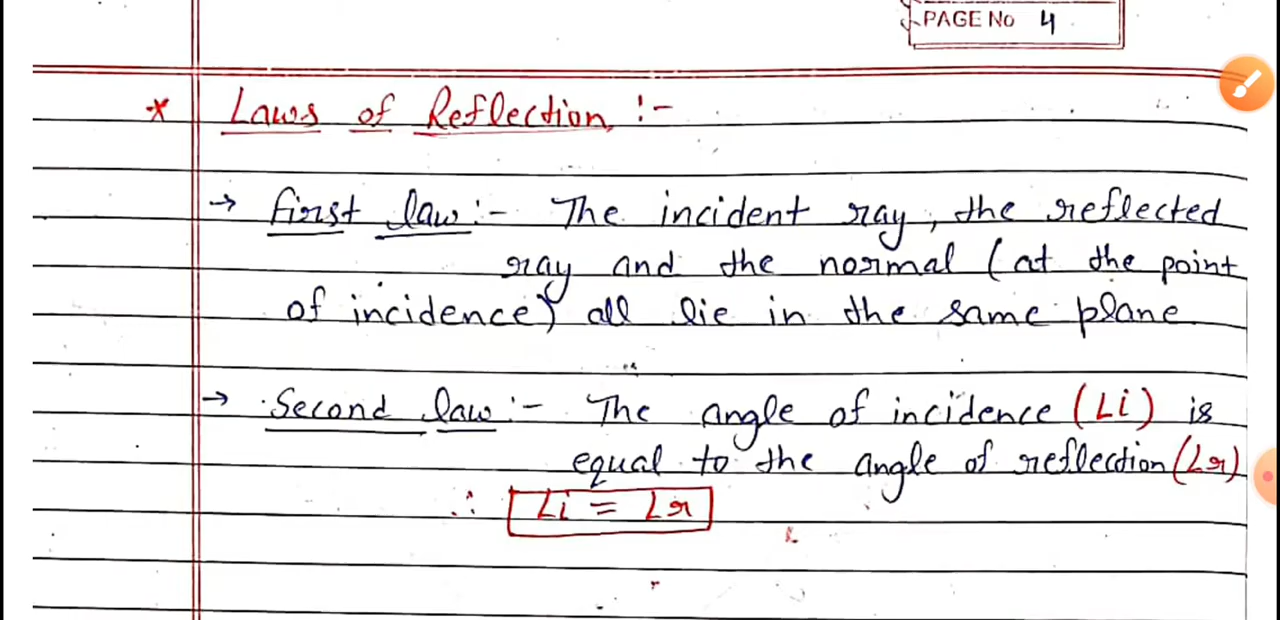 PAGE No 4
* Laws of Reflection :-
→ first law :- The incident ray, the reflected
ray and the normal (at the point
of incidence) all lie in the same plane
→ Second law :- The angle of incidence (∠i) is
equal to the angle of reflection (∠r)
∴ ∠i = ∠r